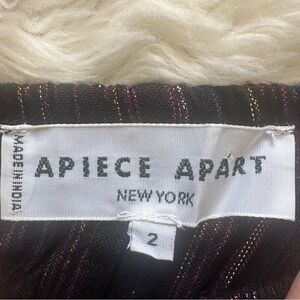 MADE IN INDIA
APIECE APART
NEW YORK
2